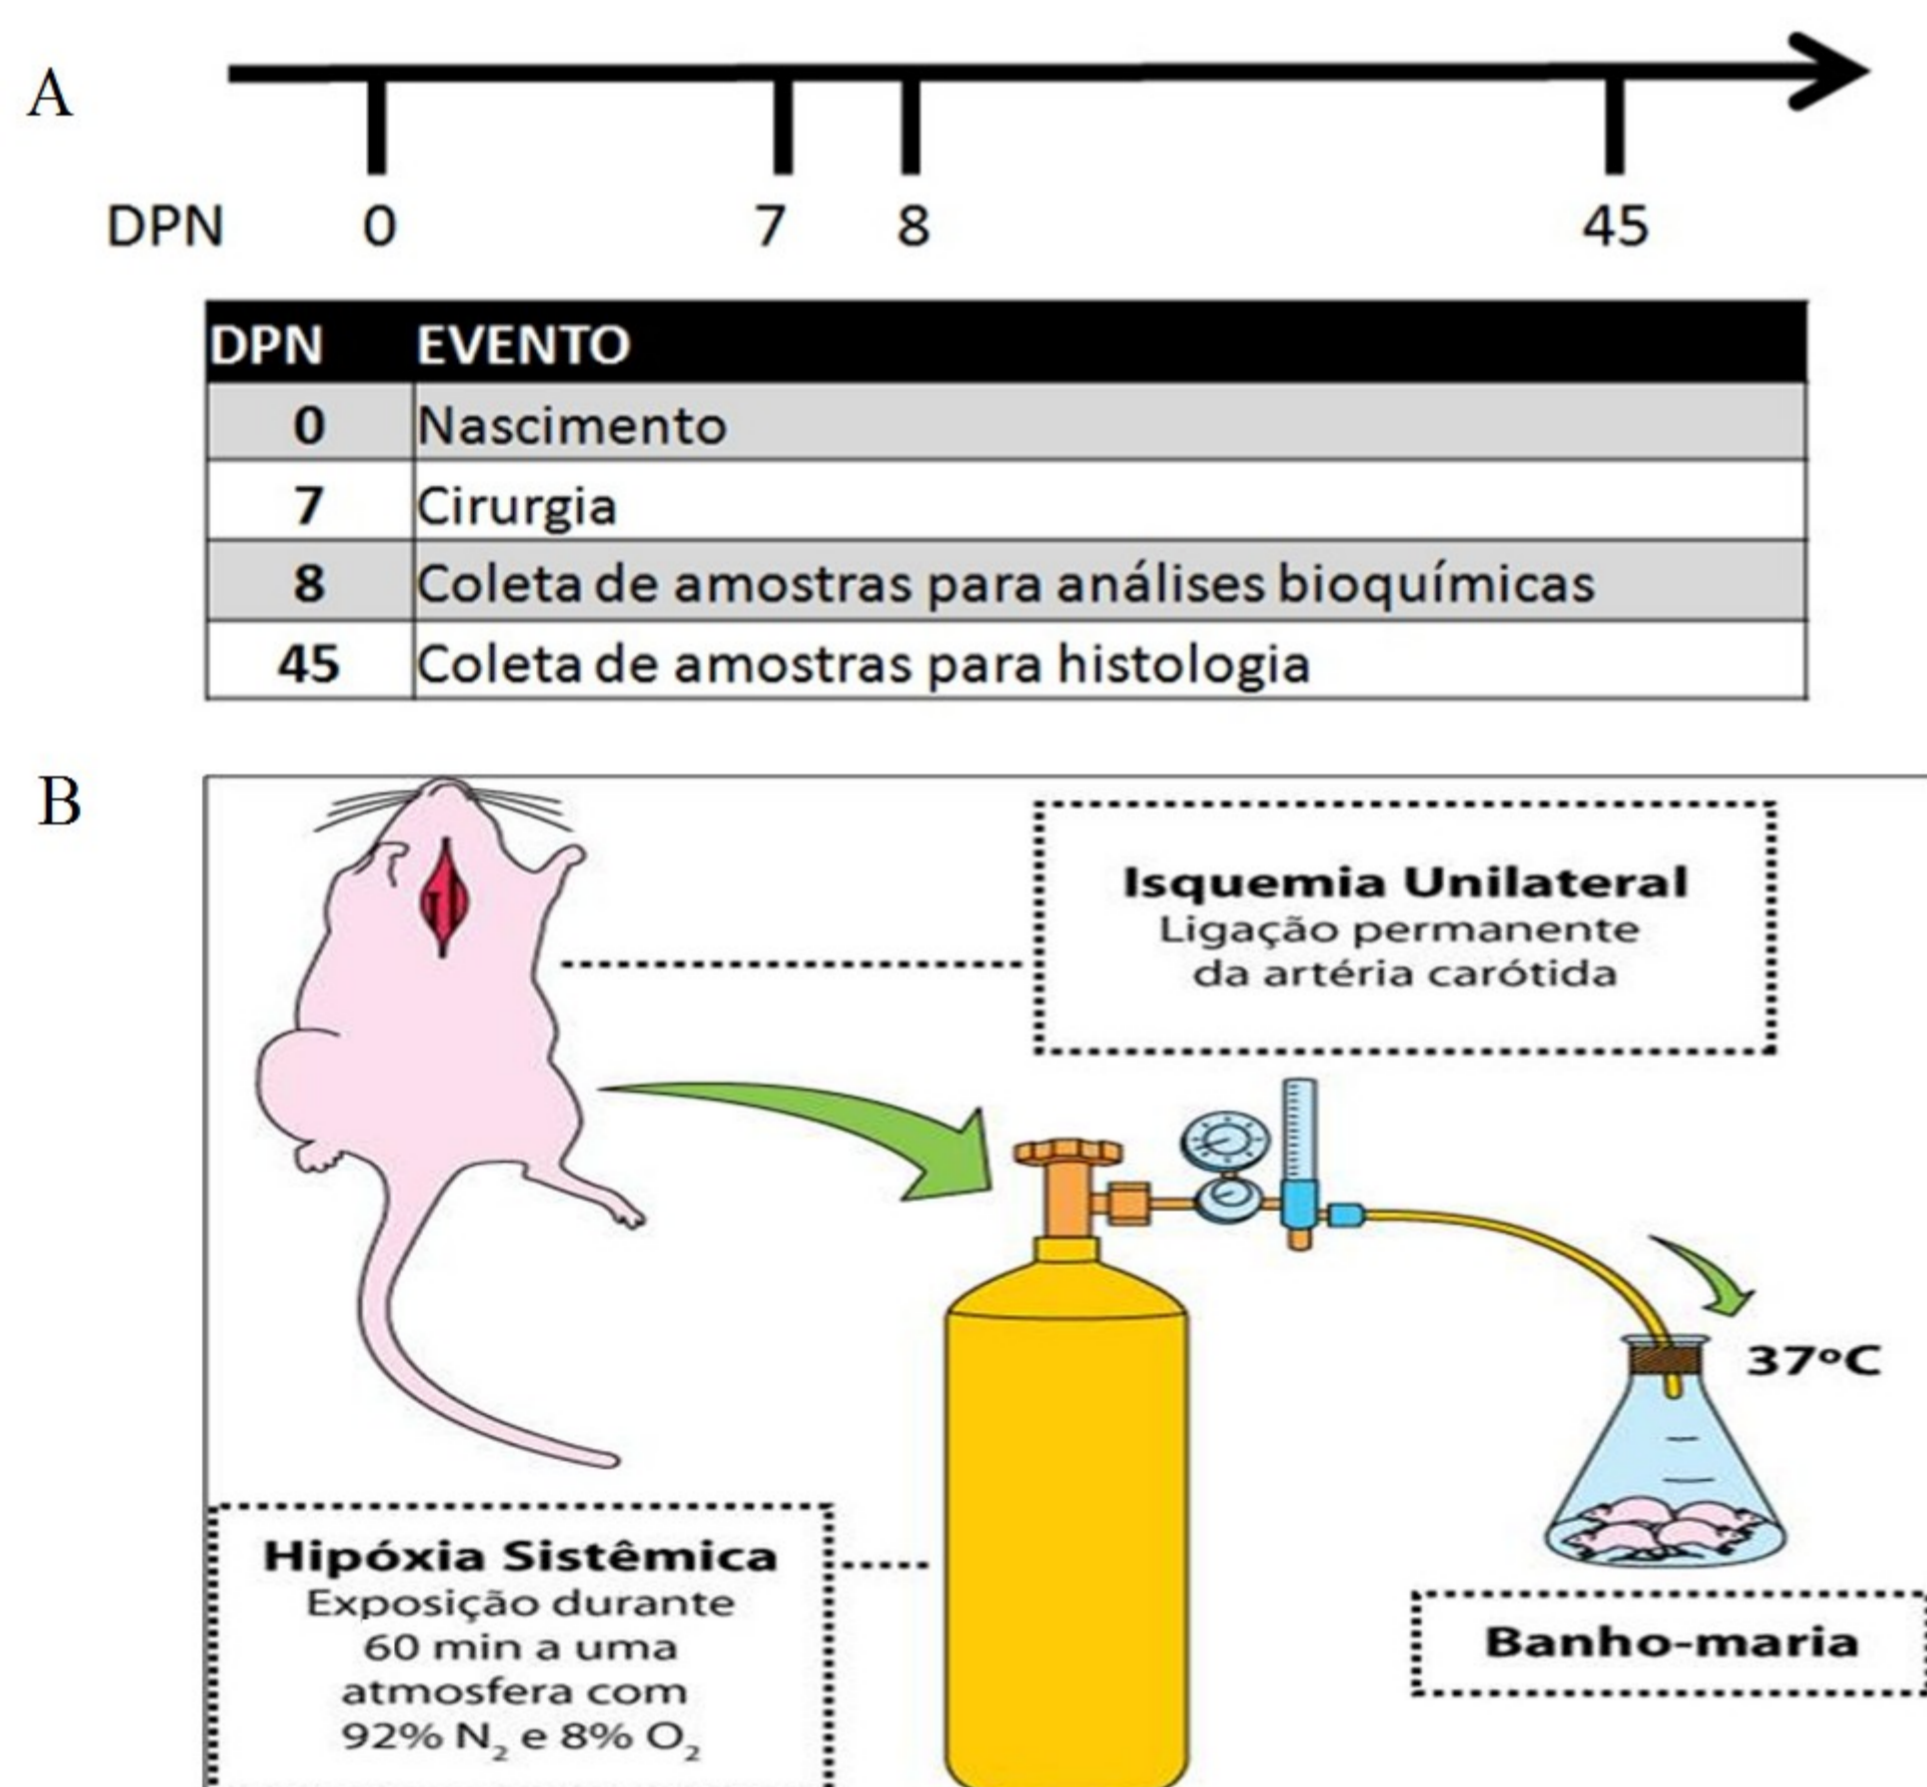 A
DPN 0 7 8 45
DPN EVENTO
0 Nascimento
7 Cirurgia
8 Coleta de amostras para análises bioquímicas
45 Coleta de amostras para histologia
B
Isquemia Unilateral
Ligação permanente
da artéria carótida
37ºC
Hipóxia Sistêmica
Exposição durante
60 min a uma
atmosfera com
92% N₂ e 8% O₂
Banho-maria